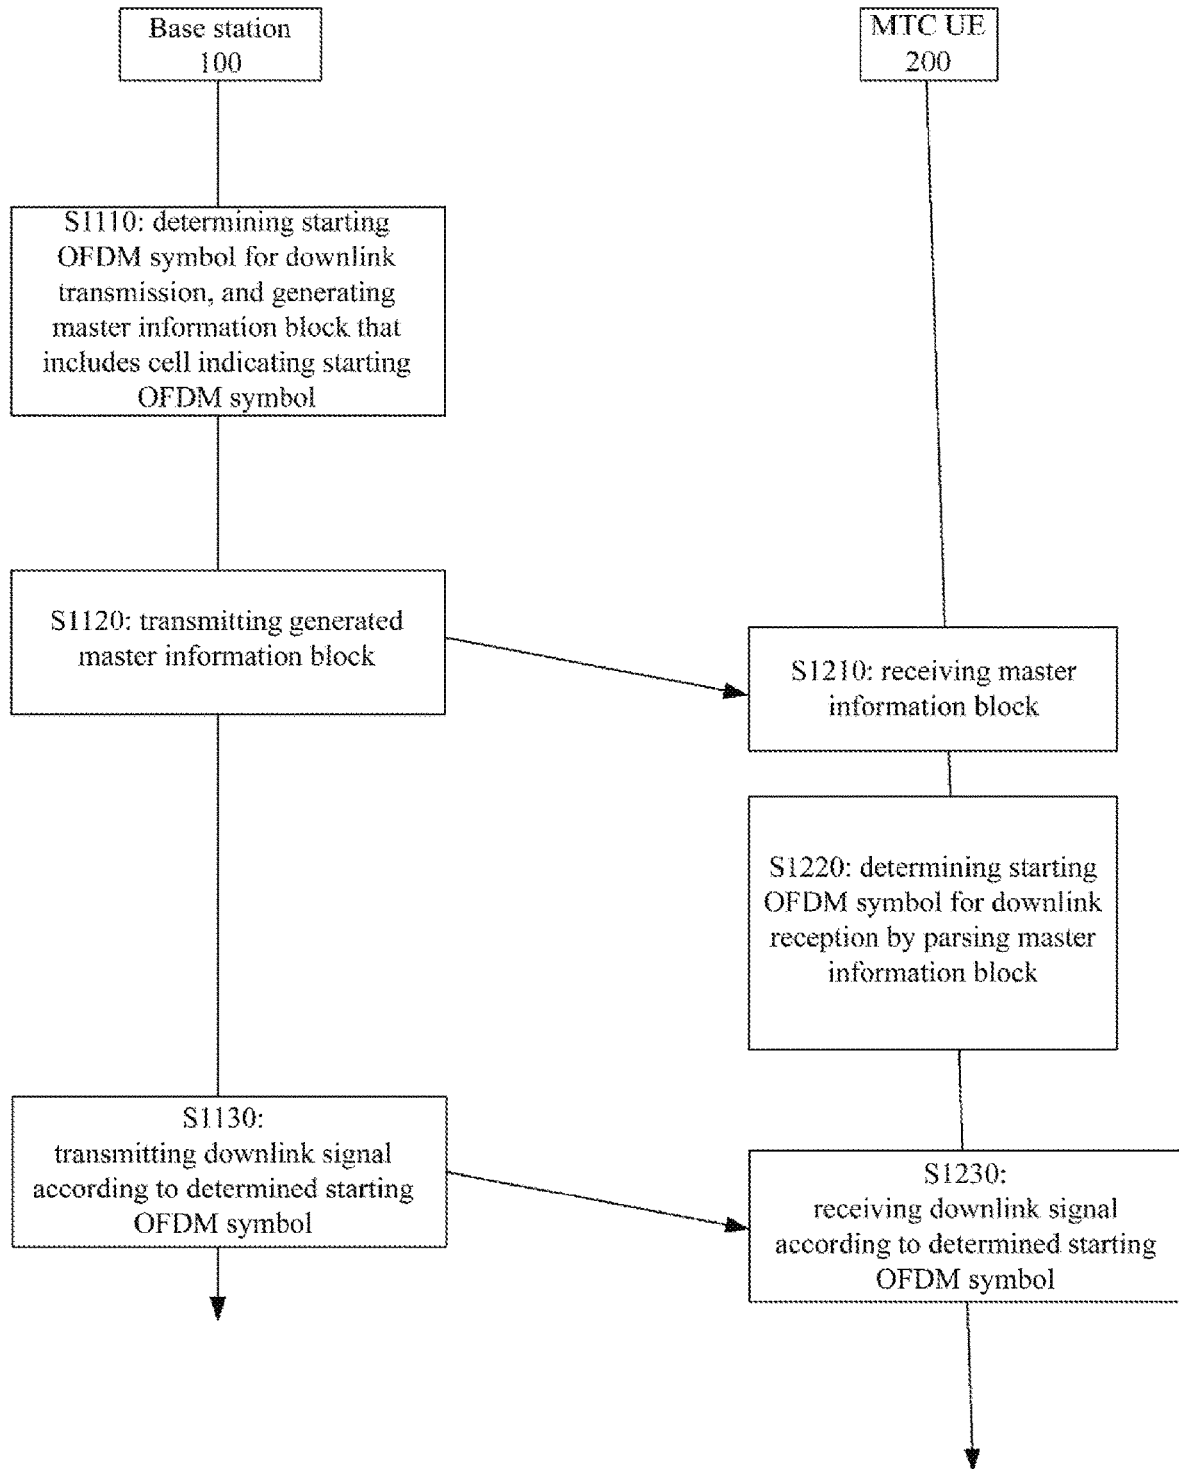 Base station
100
MTC UE
200
S1110: determining starting
OFDM symbol for downlink
transmission, and generating
master information block that
includes cell indicating starting
OFDM symbol
S1120: transmitting generated
master information block
S1210: receiving master
information block
S1220: determining starting
OFDM symbol for downlink
reception by parsing master
information block
S1130:
transmitting downlink signal
according to determined starting
OFDM symbol
S1230:
receiving downlink signal
according to determined starting
OFDM symbol